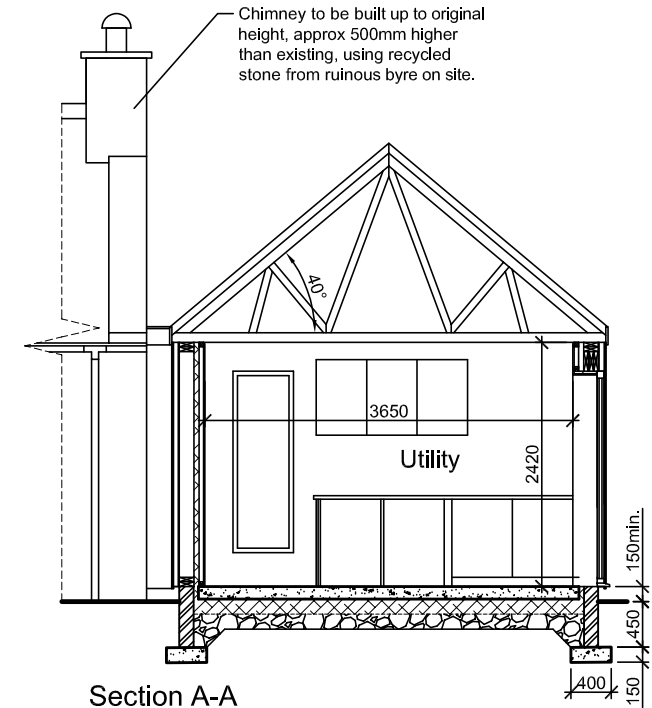 Chimney to be built up to original
height, approx 500mm higher
than existing, using recycled
stone from ruinous byre on site.
40°
3650
Utility
2420
150min.
450
400
150
Section A-A